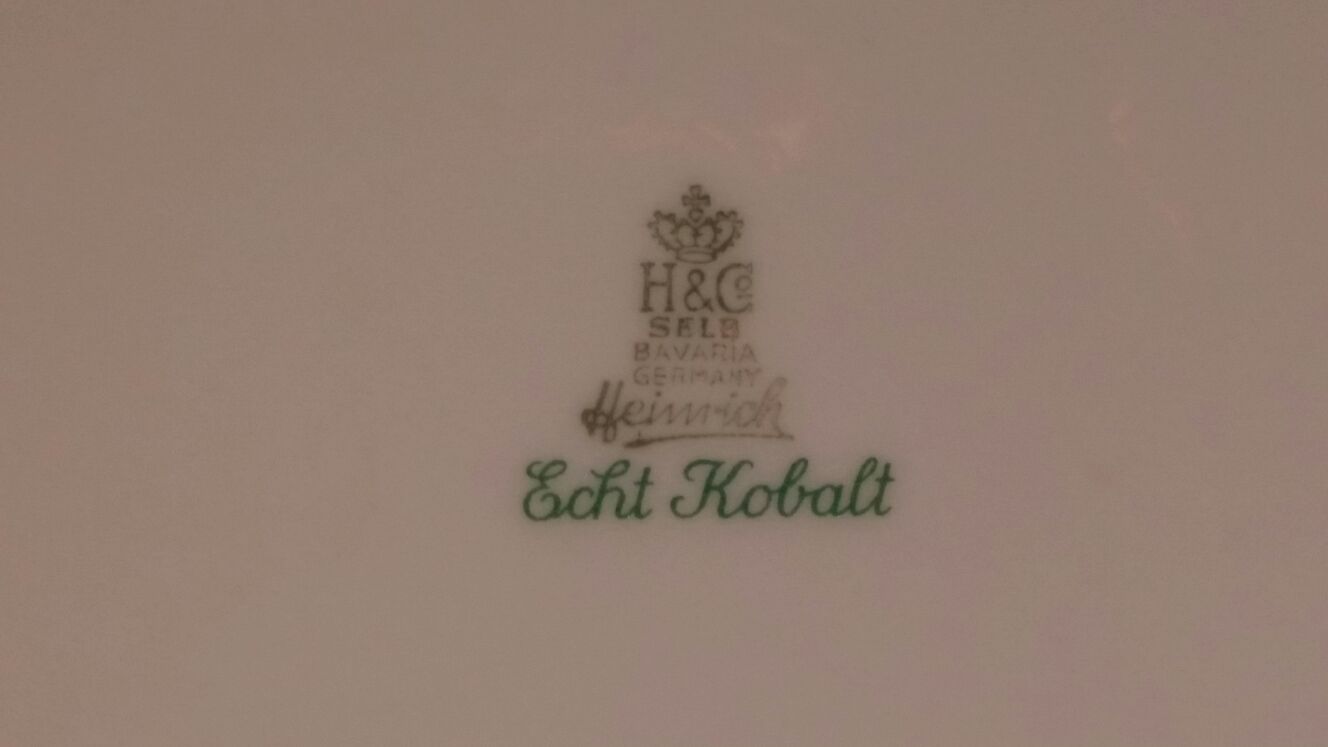 H&Co
SELB
BAVARIA
GERMANY
Heinrich
Echt Kobalt